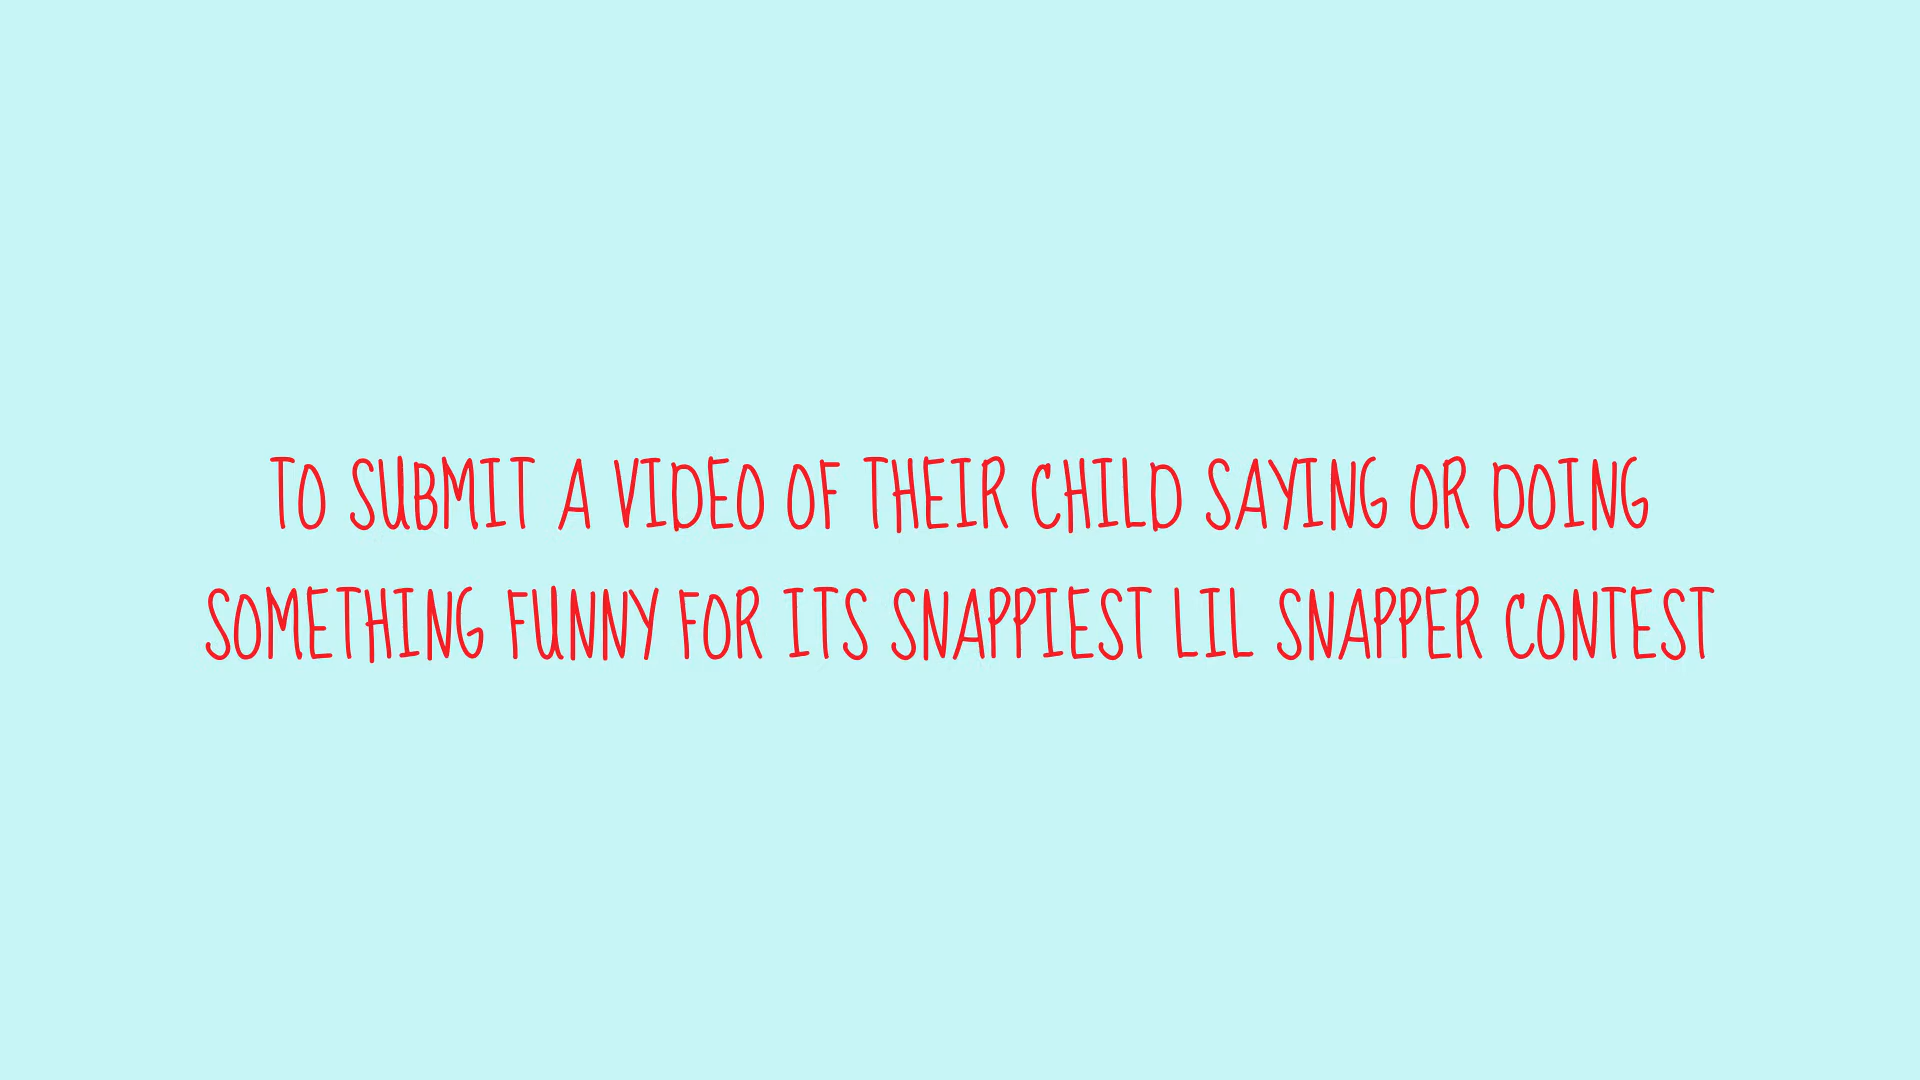 TO SUBMIT A VIDEO OF THEIR CHILD SAYING OR DOING
SOMETHING FUNNY FOR ITS SNAPPIEST LIL SNAPPER CONTEST